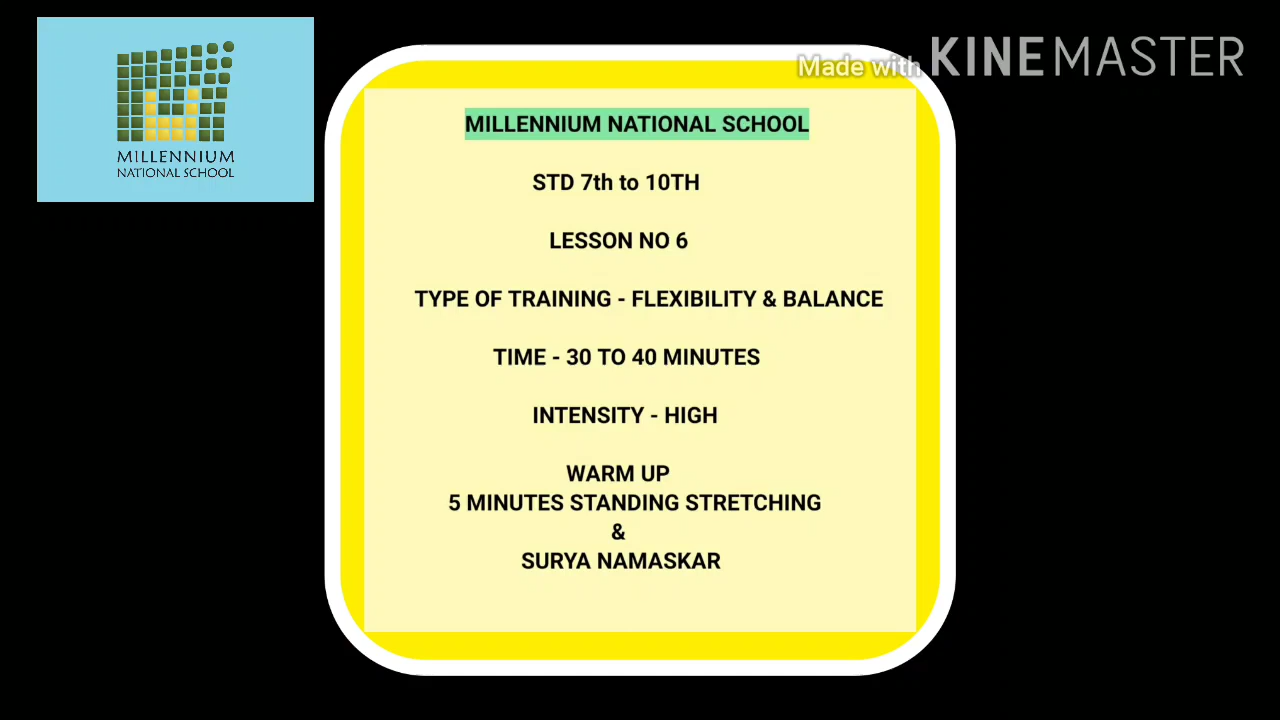 MILLENNIUM
NATIONAL SCHOOL
Made with KINEMASTER
MILLENNIUM NATIONAL SCHOOL
STD 7th to 10TH
LESSON NO 6
TYPE OF TRAINING - FLEXIBILITY & BALANCE
TIME - 30 TO 40 MINUTES
INTENSITY - HIGH
WARM UP
5 MINUTES STANDING STRETCHING
&
SURYA NAMASKAR